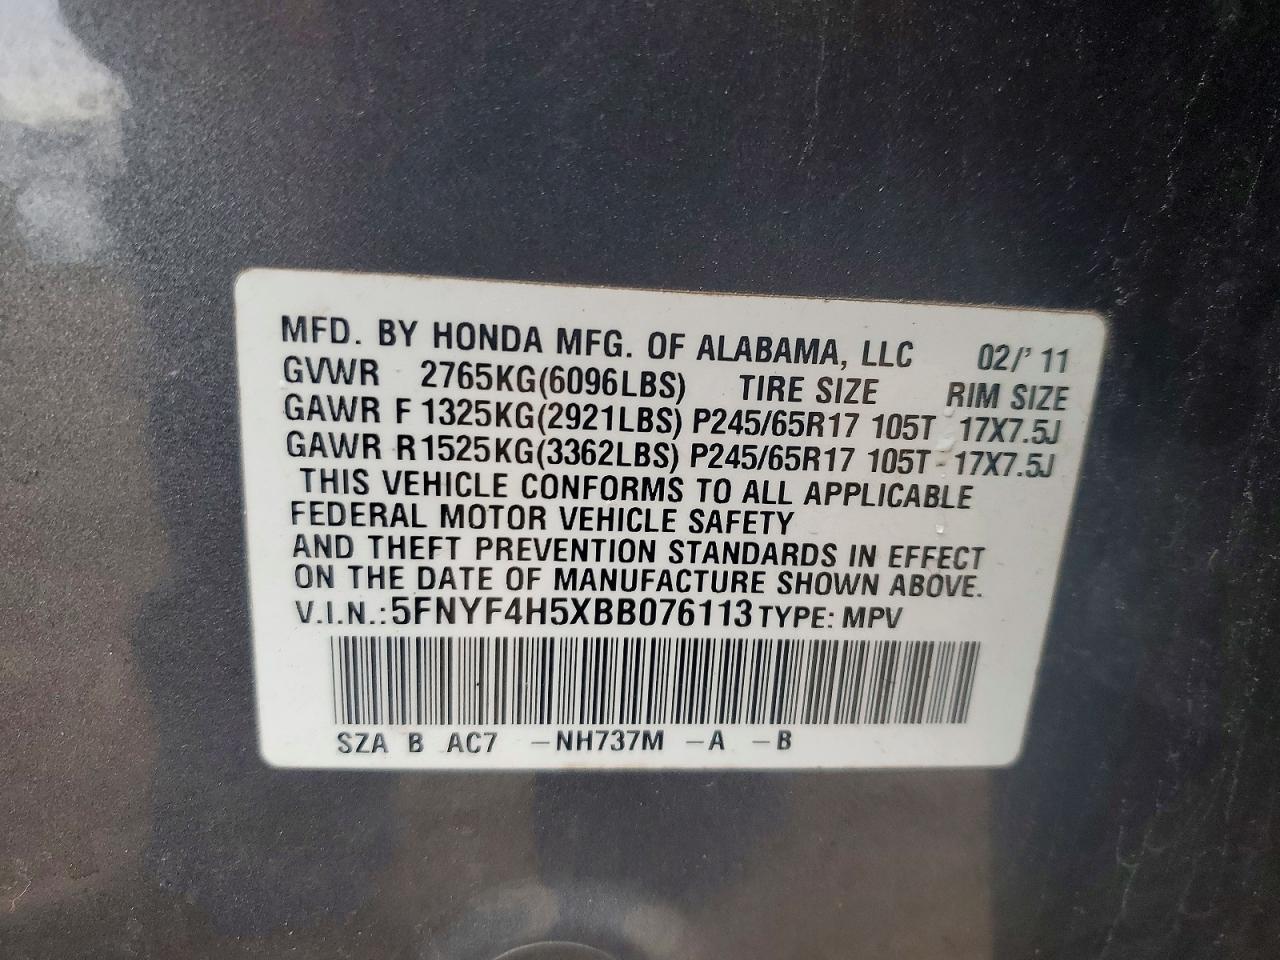 MFD. BY HONDA MFG. OF ALABAMA, LLC 02/' 11
GVWR 2765KG(6096LBS) TIRE SIZE RIM SIZE
GAWR F 1325KG(2921LBS) P245/65R17 105T 17X7.5J
GAWR R1525KG(3362LBS) P245/65R17 105T - 17X7.5J
THIS VEHICLE CONFORMS TO ALL APPLICABLE
FEDERAL MOTOR VEHICLE SAFETY
AND THEFT PREVENTION STANDARDS IN EFFECT
ON THE DATE OF MANUFACTURE SHOWN ABOVE.
V.I.N.:5FNYF4H5XBB076113 TYPE: MPV
SZA B AC7 -NH737M -A -B